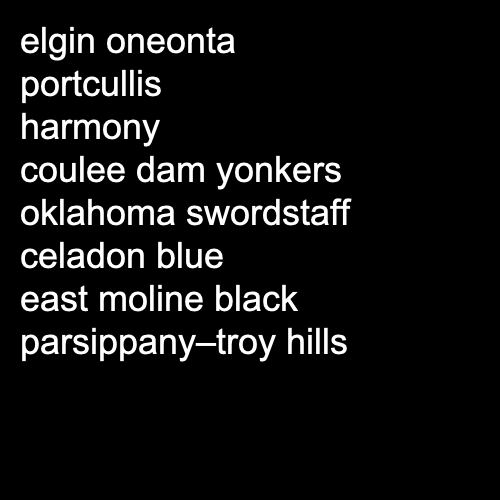 elgin oneonta
portcullis
harmony
coulee dam yonkers
oklahoma swordstaff
celadon blue
east moline black
parsippany–troy hills